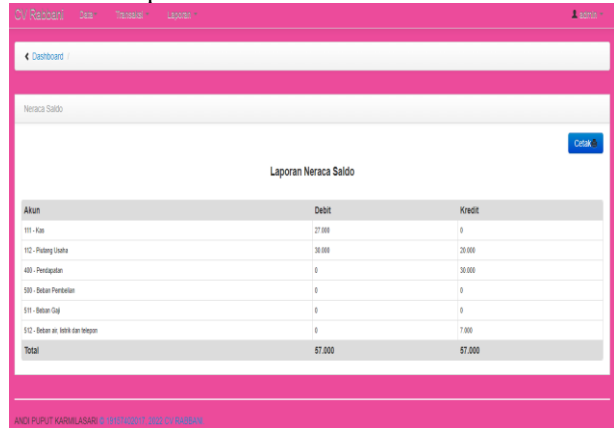 CV Rabbani Data Transaksi Laporan admin
Dashboard /
Neraca Saldo
Cetak
Laporan Neraca Saldo
Akun Debit Kredit
111 - Kas 27.000 0
112 - Piutang Usaha 30.000 20.000
400 - Pendapatan 0 30.000
500 - Beban Pembelian 0 0
511 - Beban Gaji 0 0
512 - Beban air, listrik dan telepon 0 7.000
Total 57.000 57.000
ANDI PUPUT KARMILASARI © 2022 CV RABBANI